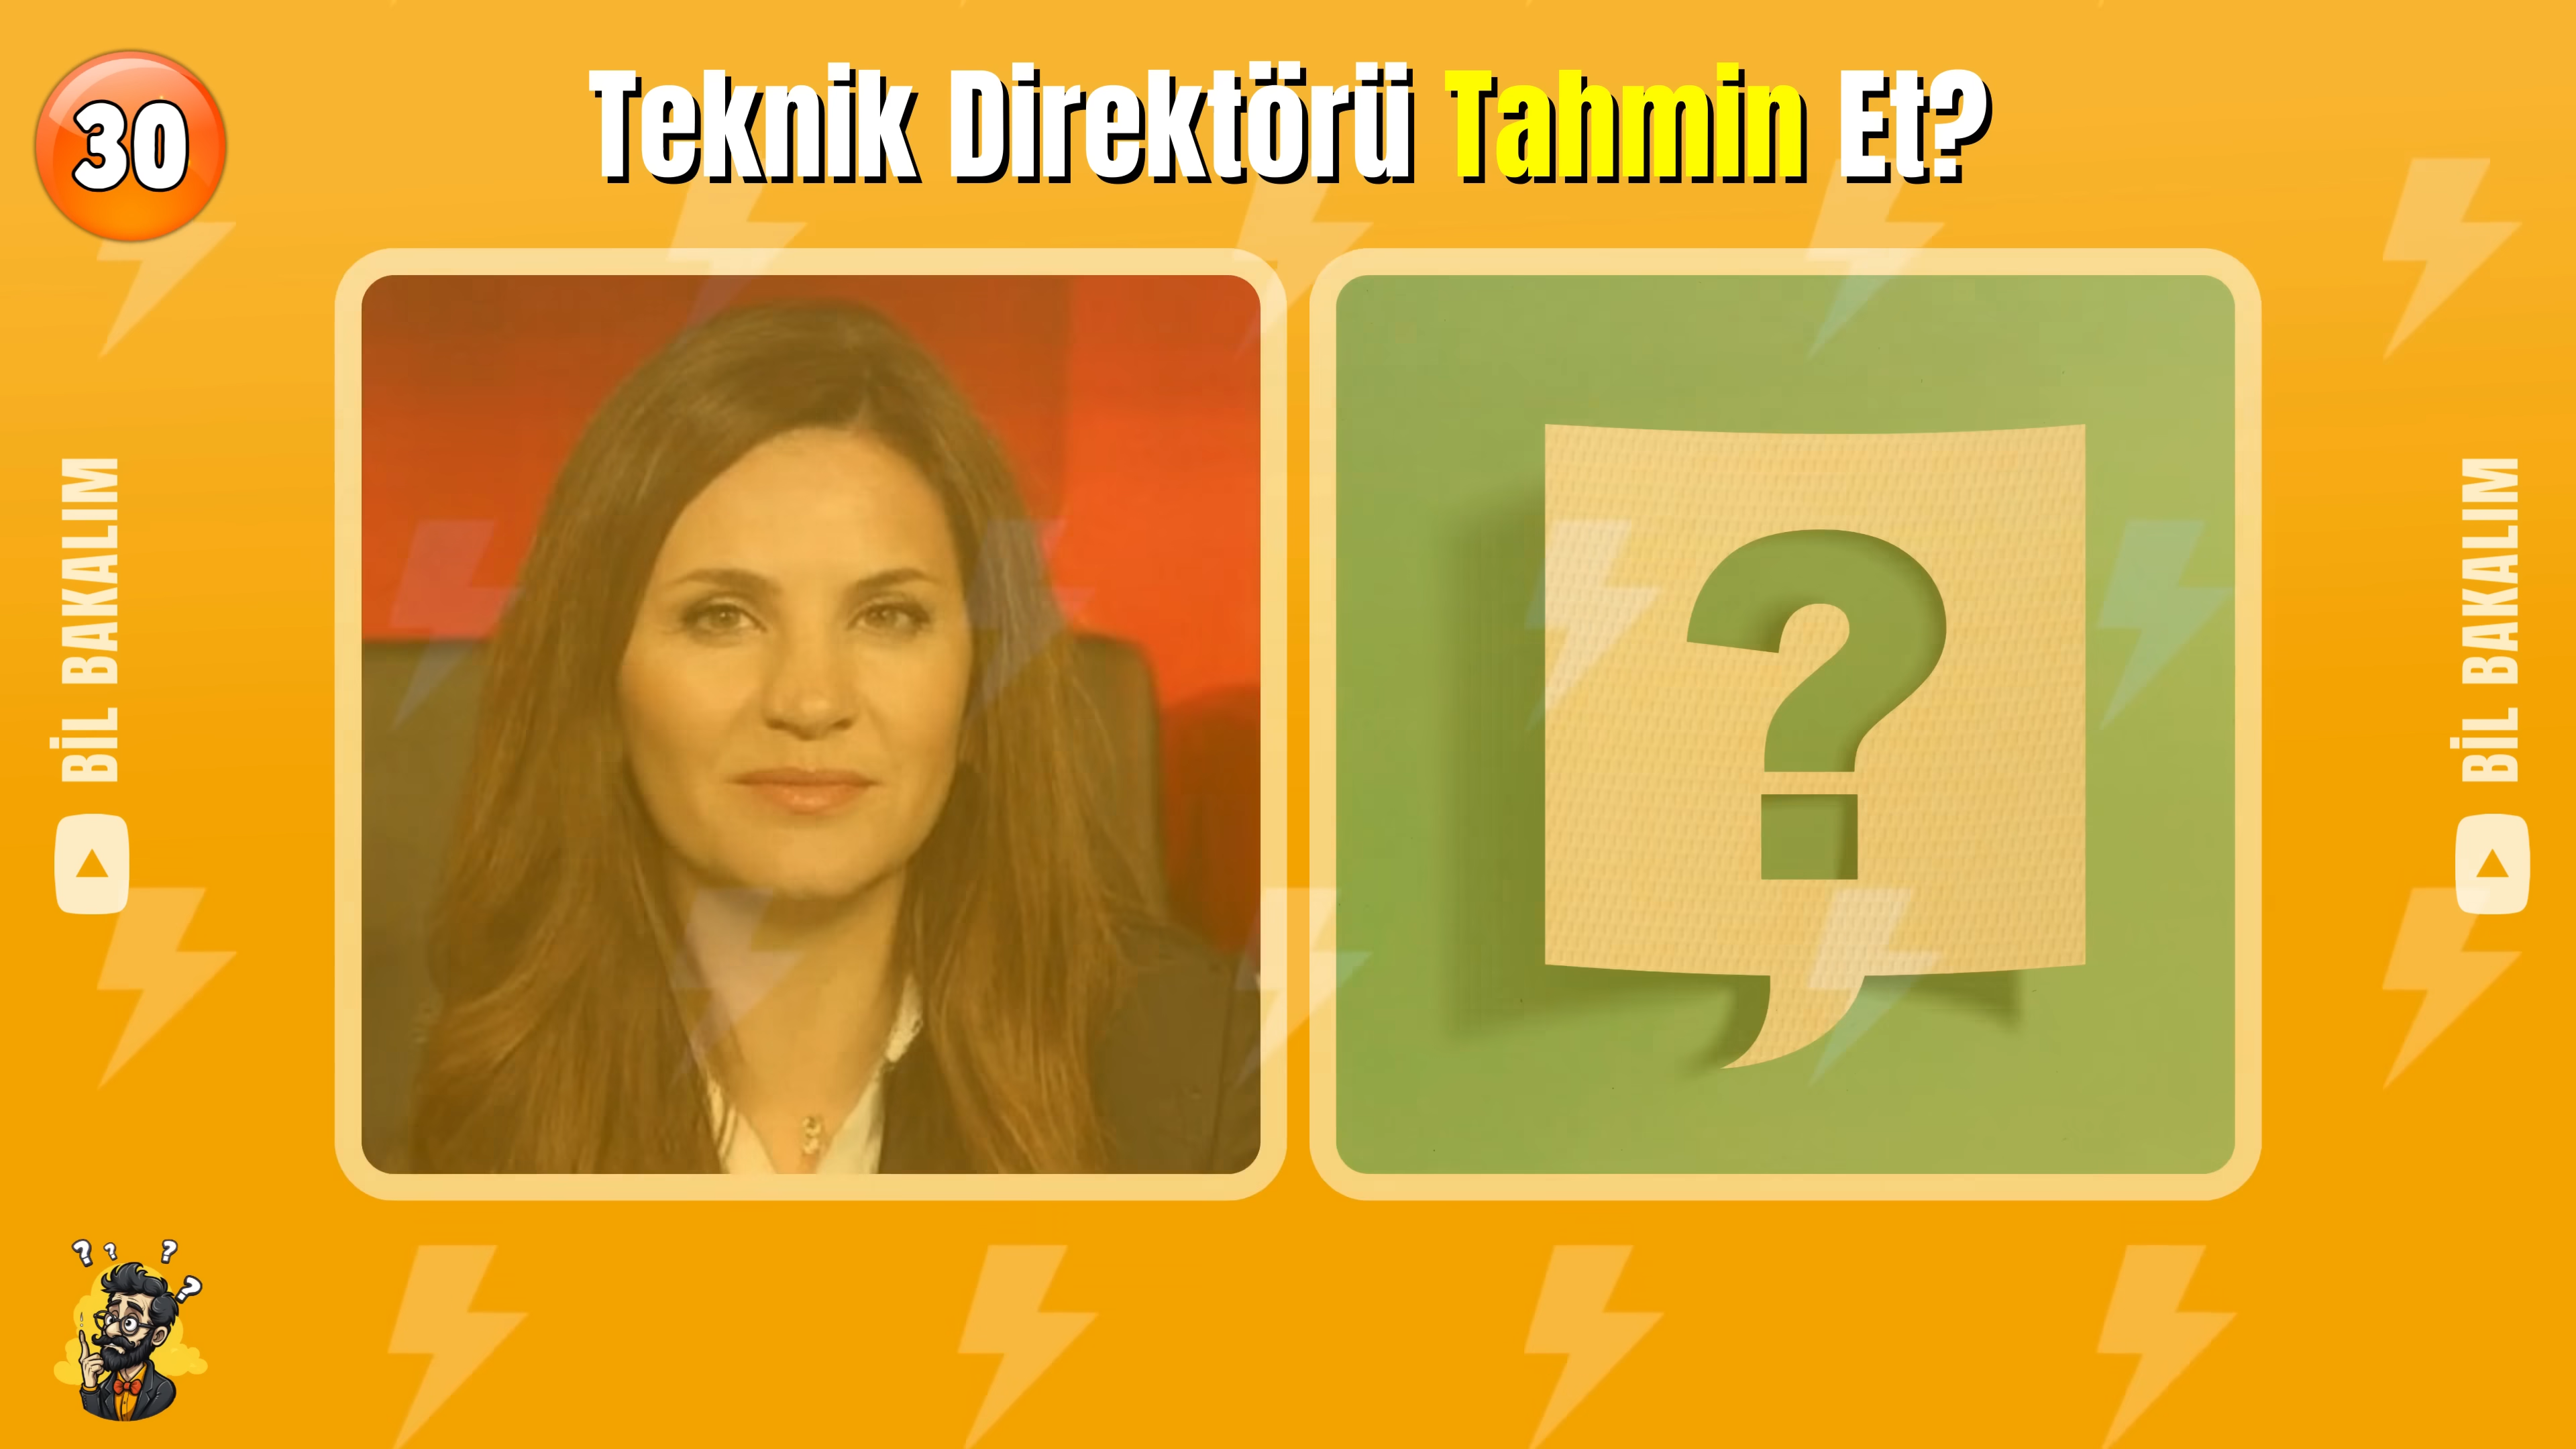 30
Teknik Direktörü Tahmin Et?
BİL BAKALIM
?
BİL BAKALIM
? ? ? ?